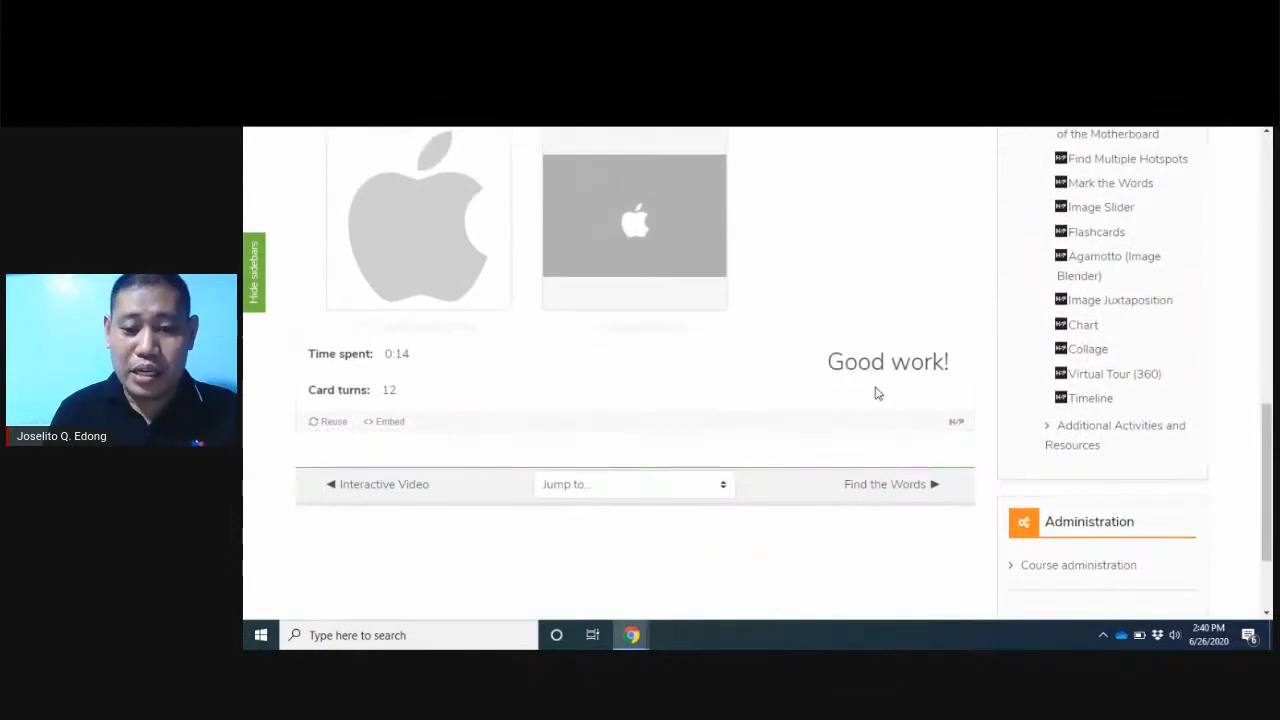 of the Motherboard
H-P Find Multiple Hotspots
H-P Mark the Words
H-P Image Slider
H-P Flashcards
H-P Agamotto (Image
Blender)
H-P Image Juxtaposition
H-P Chart
H-P Collage
H-P Virtual Tour (360)
H-P Timeline
Additional Activities and
Resources
Hide sidebars
Time spent: 0:14
Card turns: 12
Good work!
Reuse <> Embed
H-P
◀ Interactive Video
Jump to...
Find the Words ▶
Administration
Course administration
Joselito Q. Edong
Type here to search
2:40 PM
6/26/2020
6